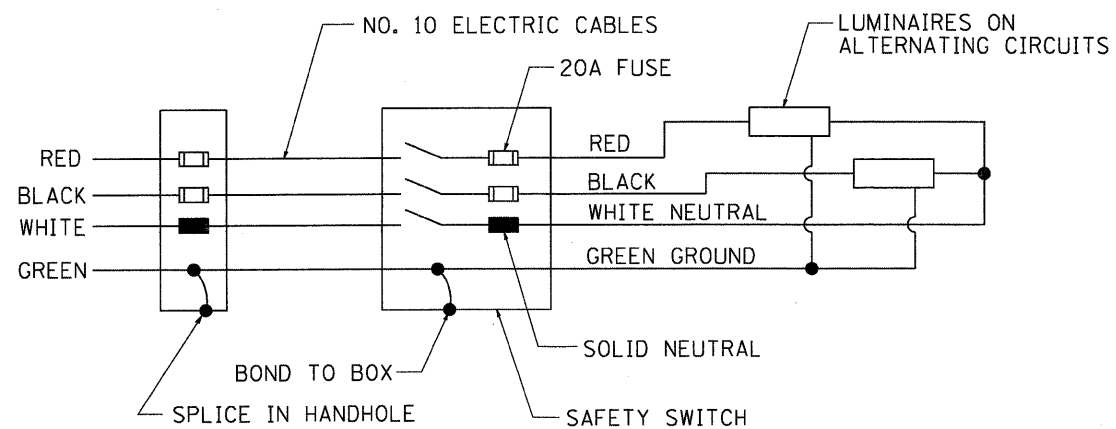 NO. 10 ELECTRIC CABLES
LUMINAIRES ON
ALTERNATING CIRCUITS
20A FUSE
RED
RED
BLACK
BLACK
WHITE
WHITE NEUTRAL
GREEN
GREEN GROUND
SOLID NEUTRAL
BOND TO BOX
SPLICE IN HANDHOLE
SAFETY SWITCH